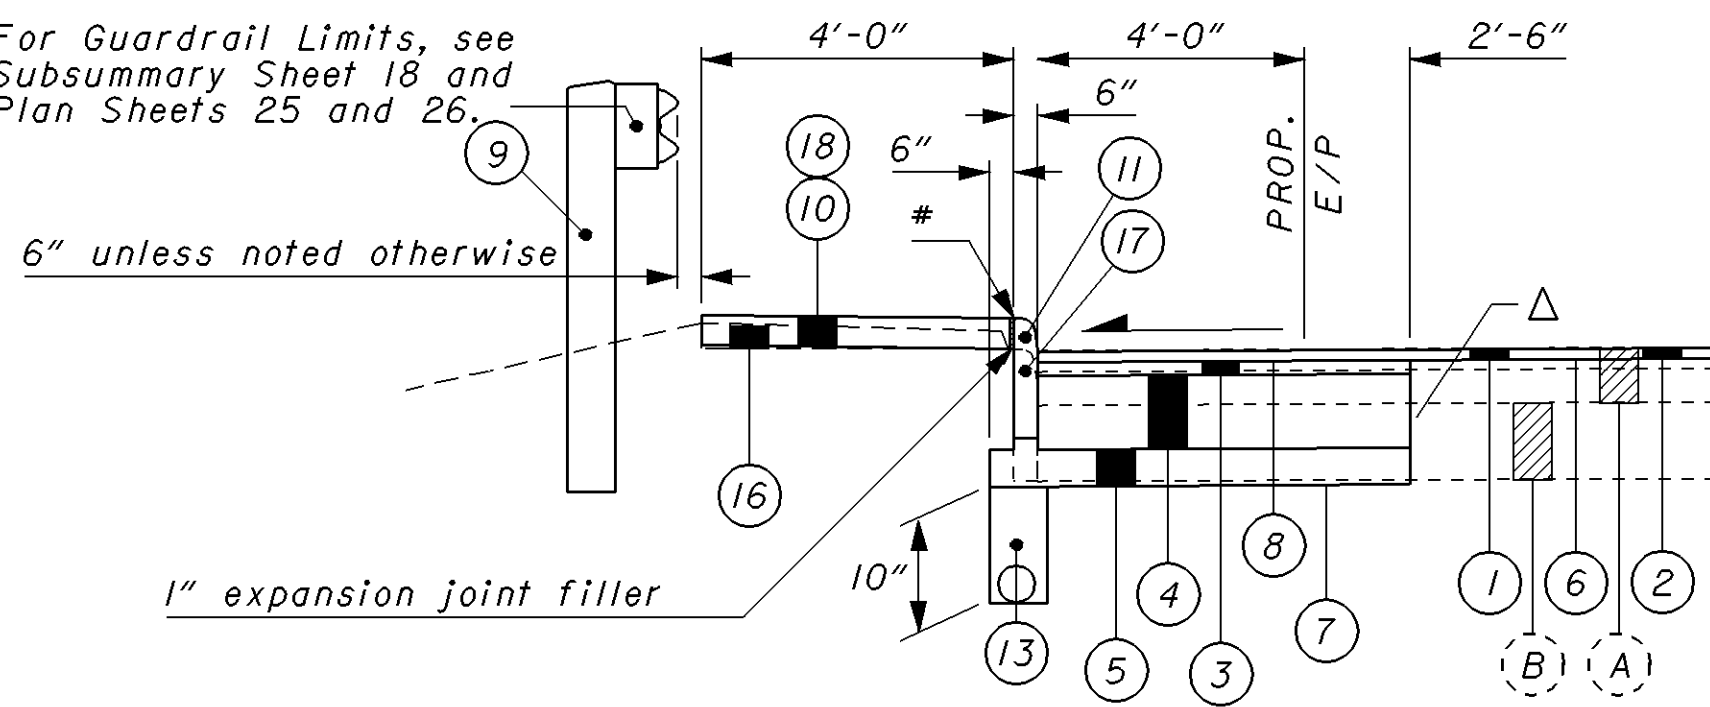 For Guardrail Limits, see
Subsummary Sheet 18 and
Plan Sheets 25 and 26.
4'-0"
4'-0"
2'-6"
6"
6"
PROP.
E/P
9
18
10
11
17
#
6" unless noted otherwise
Δ
16
1" expansion joint filler
10"
13
5
4
3
8
7
1
6
2
B
A